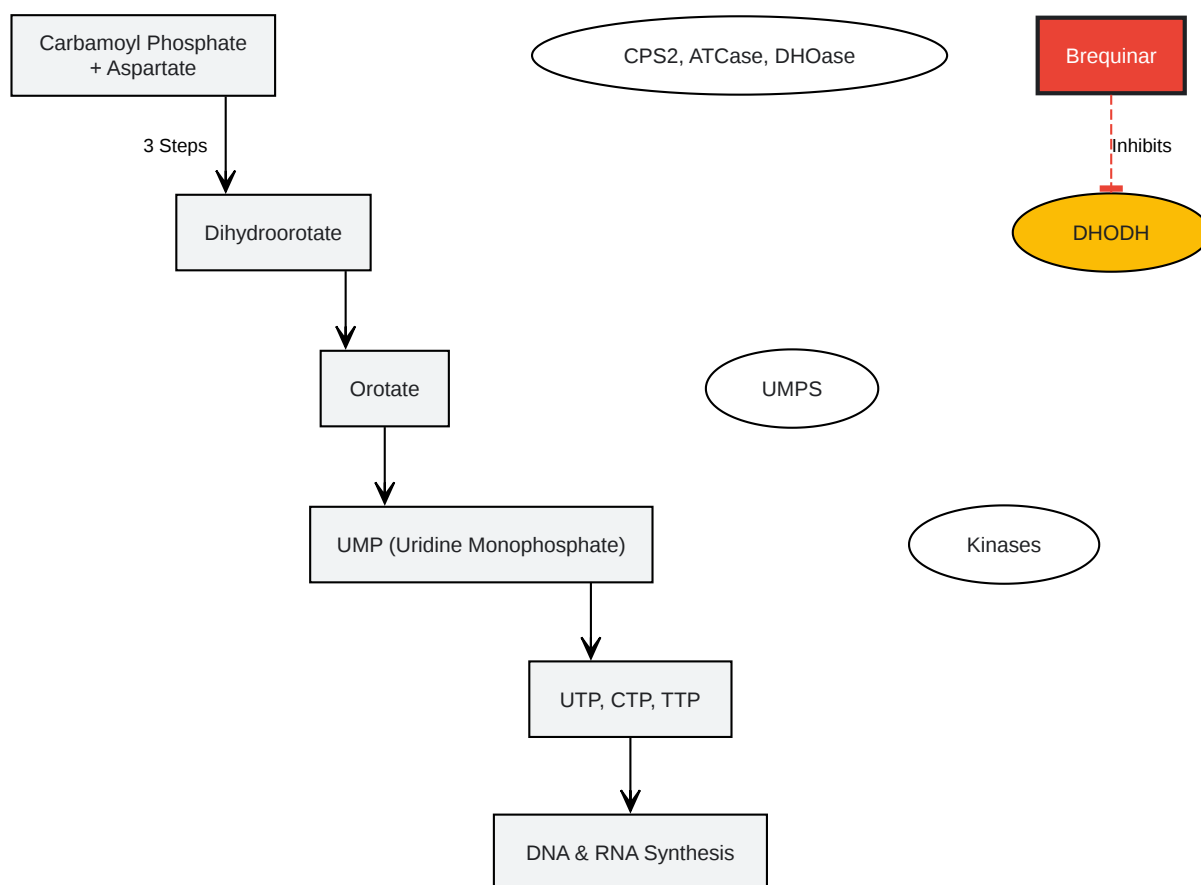 Carbamoyl Phosphate
+ Aspartate
CPS2, ATCase, DHOase
Brequinar
3 Steps
Inhibits
Dihydroorotate
DHODH
Orotate
UMPS
UMP (Uridine Monophosphate)
Kinases
UTP, CTP, TTP
DNA & RNA Synthesis